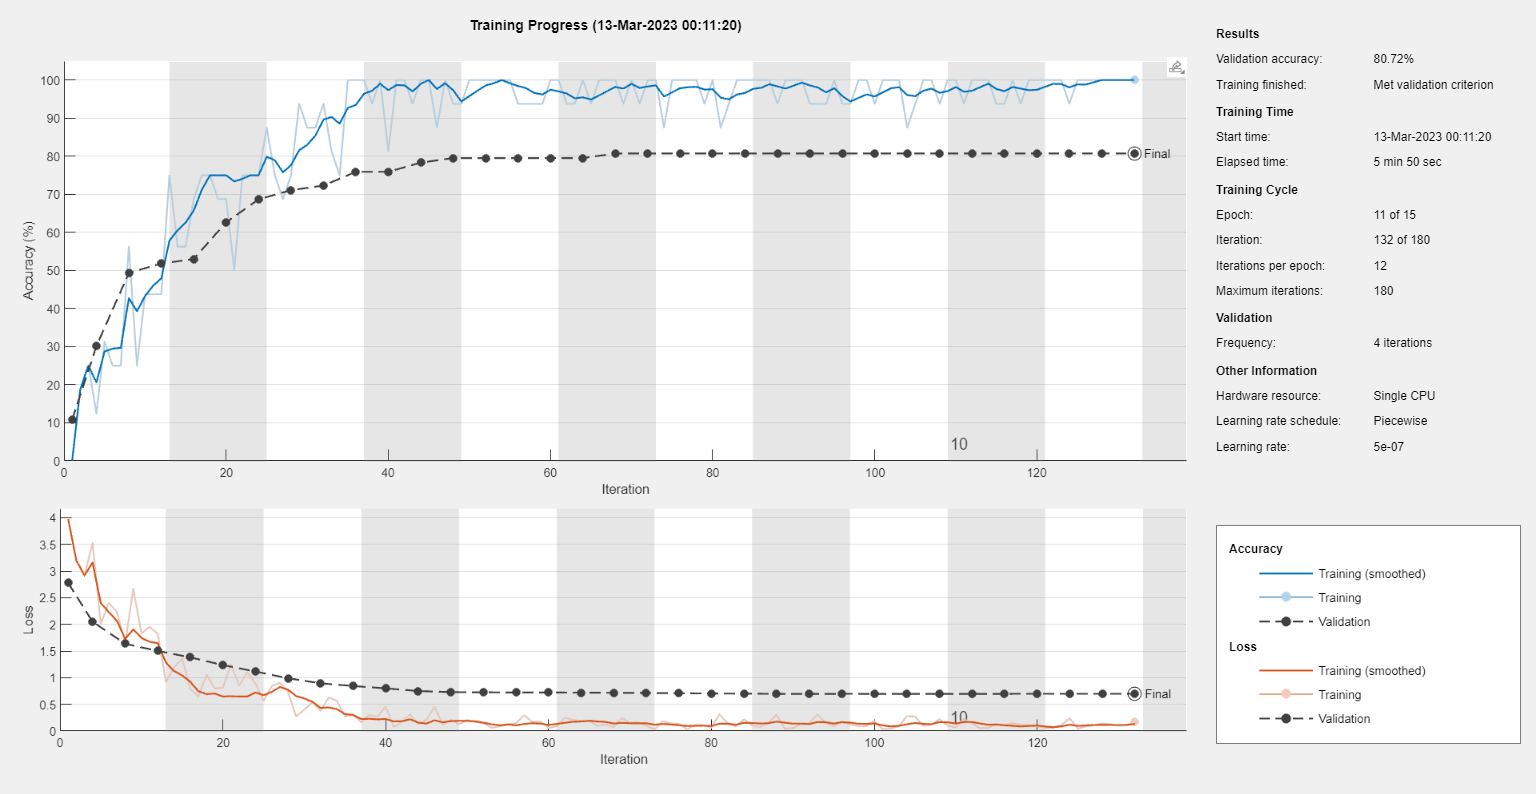 Training Progress (13-Mar-2023 00:11:20)
Accuracy (%)
100
90
80
70
60
50
40
30
20
10
0
Final
10
0 20 40 60 80 100 120
Iteration
Loss
4
3.5
3
2.5
2
1.5
1
0.5
0
Final
10
0 20 40 60 80 100 120
Iteration
Results
Validation accuracy: 80.72%
Training finished: Met validation criterion
Training Time
Start time: 13-Mar-2023 00:11:20
Elapsed time: 5 min 50 sec
Training Cycle
Epoch: 11 of 15
Iteration: 132 of 180
Iterations per epoch: 12
Maximum iterations: 180
Validation
Frequency: 4 iterations
Other Information
Hardware resource: Single CPU
Learning rate schedule: Piecewise
Learning rate: 5e-07
Accuracy
Training (smoothed)
Training
Validation
Loss
Training (smoothed)
Training
Validation